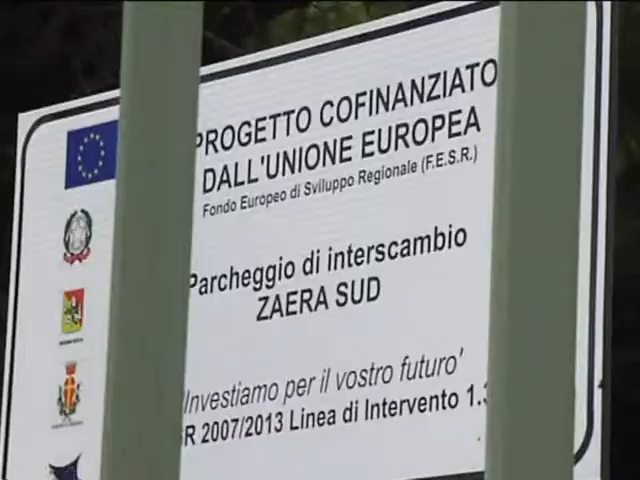 PROGETTO COFINANZIATO
DALL'UNIONE EUROPEA
Fondo Europeo di Sviluppo Regionale (F.E.S.R.)
Parcheggio di interscambio
ZAERA SUD
'Investiamo per il vostro futuro'
R 2007/2013 Linea di Intervento 1.3